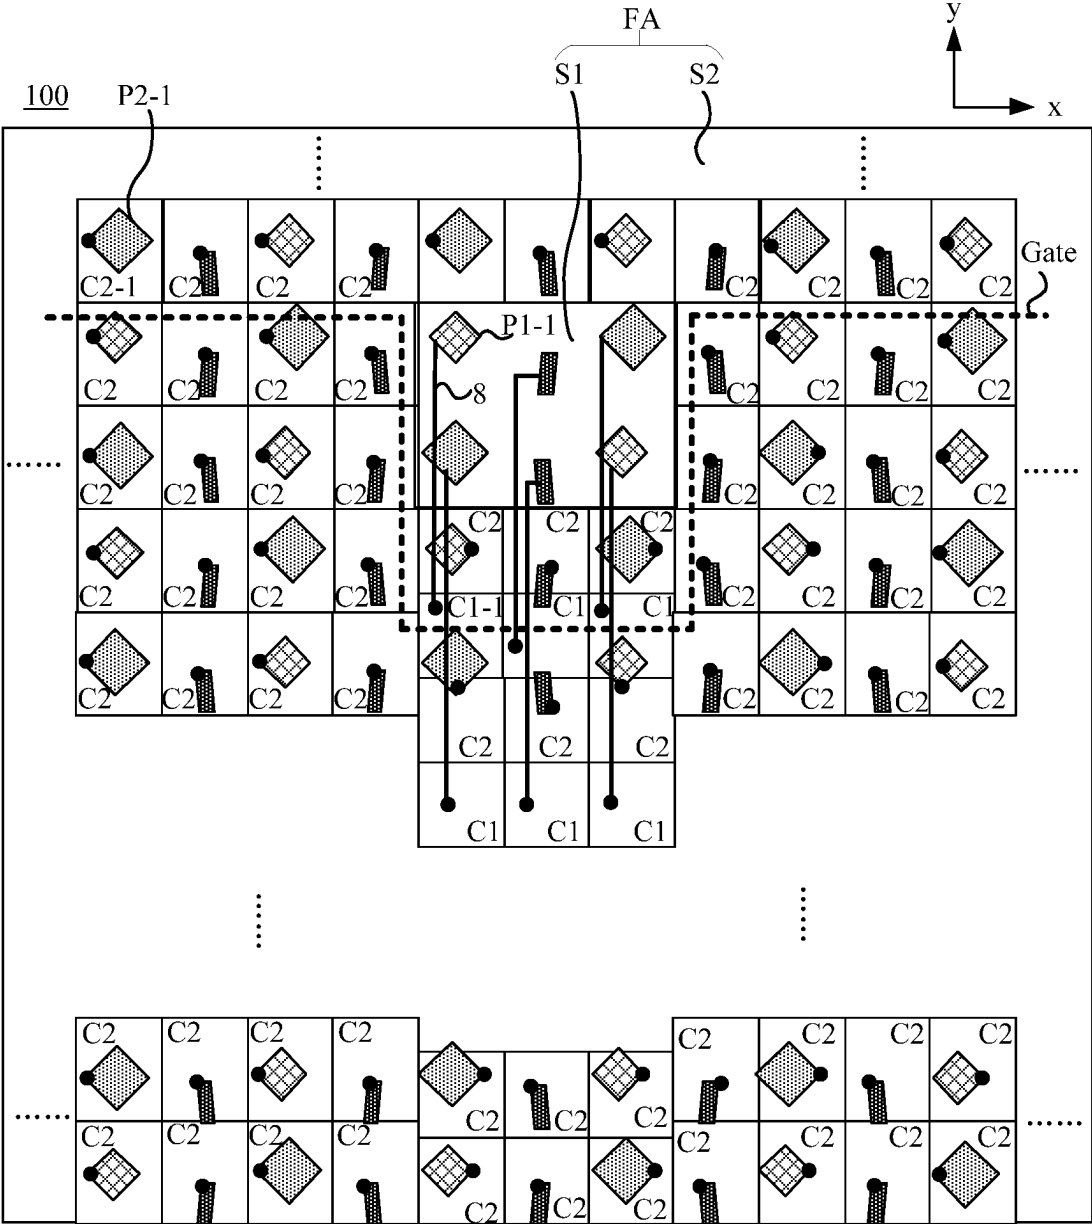 FA
y
S1 S2
100 P2-1
x
Gate
C2-1 C2 C2 C2 C2 C2 C2 C2
P1-1
C2 C2 C2 C2 8 C2 C2 C2 C2
C2 C2 C2 C2 C2 C2 C2 C2
C2 C2 C2
C2 C2 C2 C2 C1-1 C1 C1 C2 C2 C2 C2
C2 C2 C2 C2 C2 C2 C2 C2
C2 C2 C2
C1 C1 C1
C2 C2 C2 C2 C2 C2 C2 C2
C2 C2 C2
C2 C2 C2 C2 C2 C2 C2 C2
C2 C2